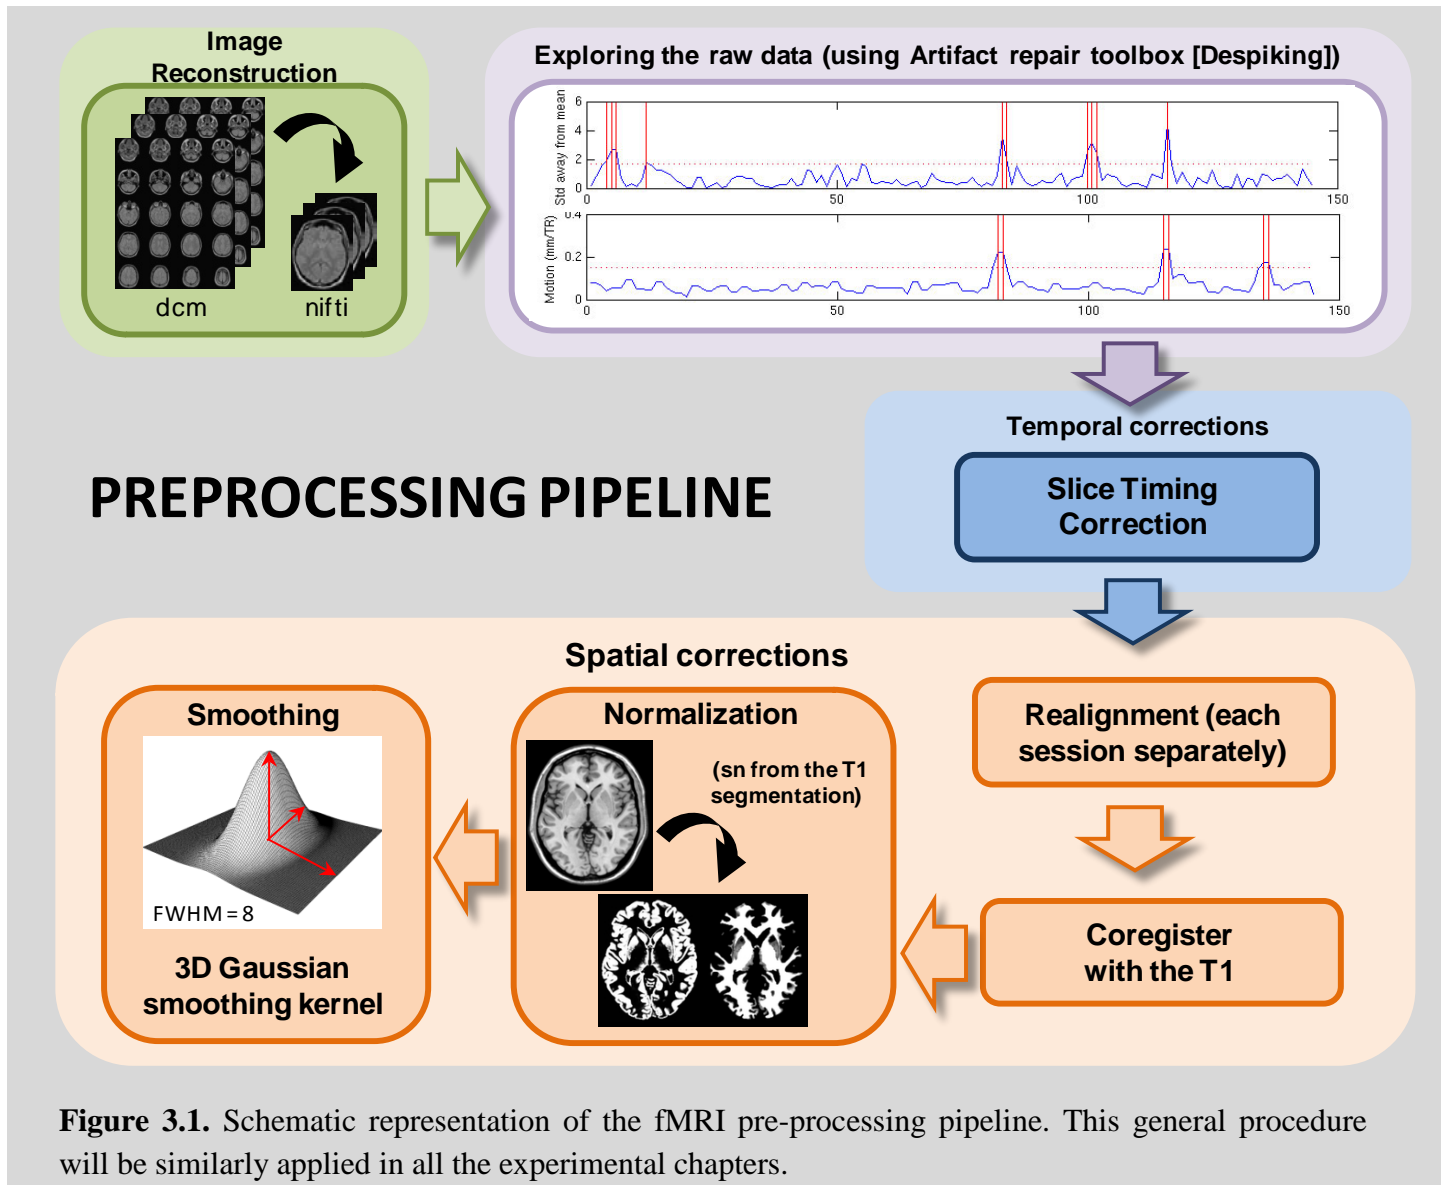 Image
Reconstruction
dcm
nifti
Exploring the raw data (using Artifact repair toolbox [Despiking])
Std away from mean
6
4
2
0
0
50
100
150
Motion (mm/TR)
0.4
0.2
0
0
50
100
150
PREPROCESSING PIPELINE
Temporal corrections
Slice Timing
Correction
Spatial corrections
Realignment (each
session separately)
Coregister
with the T1
Normalization
(sn from the T1
segmentation)
Smoothing
FWHM = 8
3D Gaussian
smoothing kernel
Figure 3.1. Schematic representation of the fMRI pre-processing pipeline. This general procedure
will be similarly applied in all the experimental chapters.